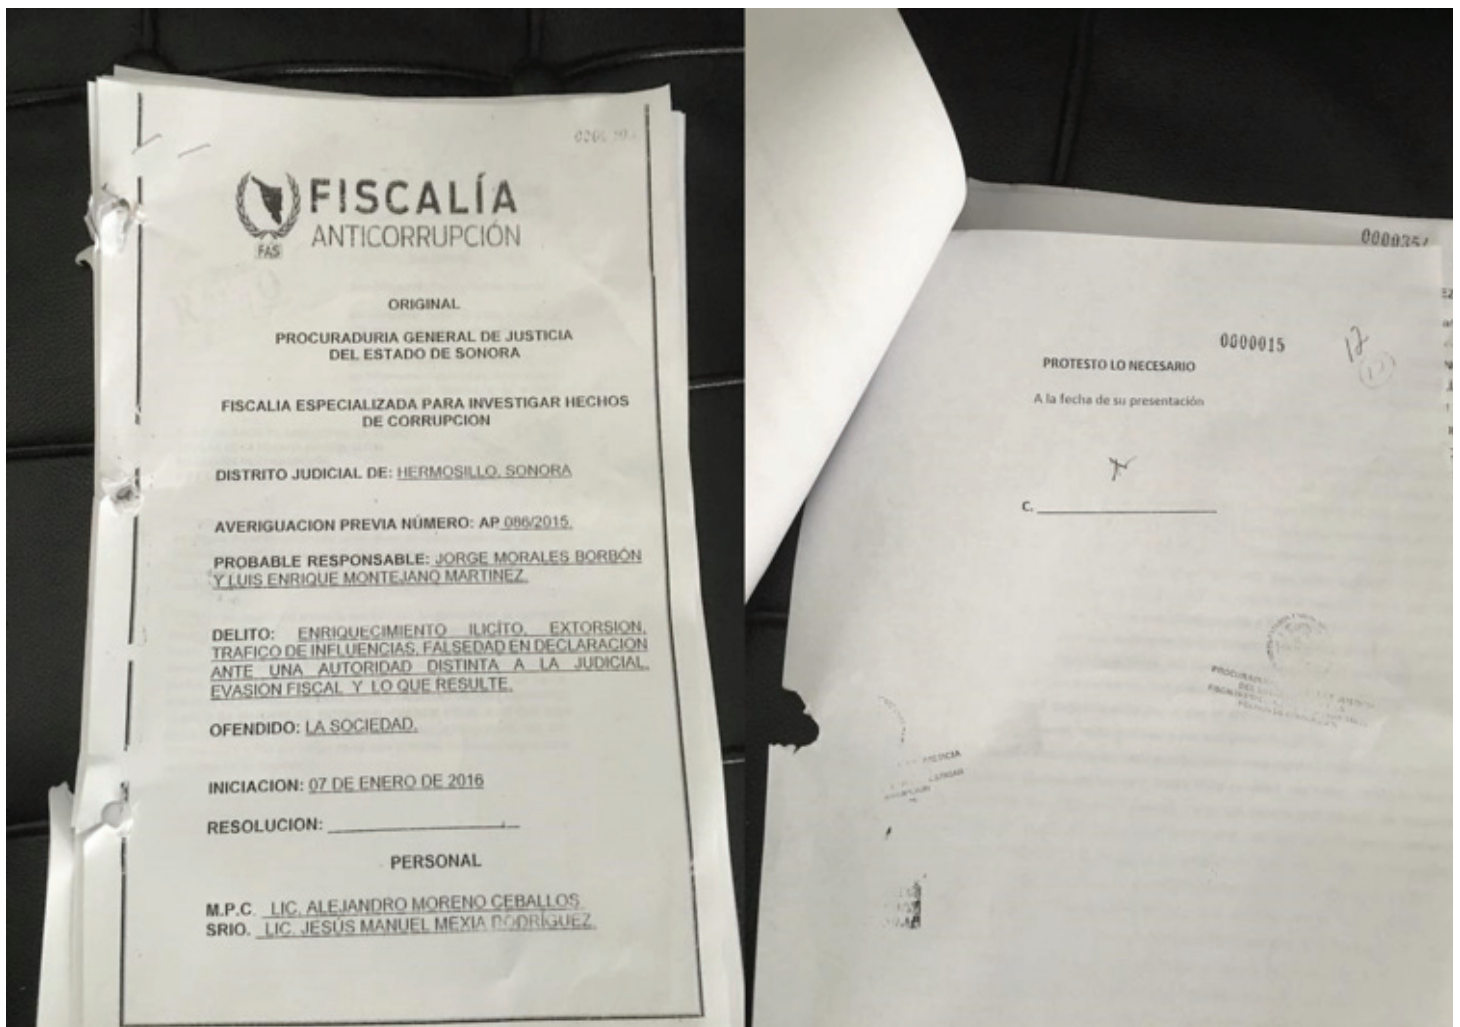 FISCALÍA
ANTICORRUPCIÓN
FAS
ORIGINAL
PROCURADURIA GENERAL DE JUSTICIA
DEL ESTADO DE SONORA
FISCALIA ESPECIALIZADA PARA INVESTIGAR HECHOS
DE CORRUPCION
DISTRITO JUDICIAL DE: HERMOSILLO, SONORA
AVERIGUACION PREVIA NÚMERO: AP 086/2015.
PROBABLE RESPONSABLE: JORGE MORALES BORBÓN
Y LUIS ENRIQUE MONTEJANO MARTINEZ.
DELITO: ENRIQUECIMIENTO ILICÍTO, EXTORSION,
TRAFICO DE INFLUENCIAS, FALSEDAD EN DECLARACION
ANTE UNA AUTORIDAD DISTINTA A LA JUDICIAL,
EVASION FISCAL Y LO QUE RESULTE.
OFENDIDO: LA SOCIEDAD.
INICIACION: 07 DE ENERO DE 2016
RESOLUCION:
PERSONAL
M.P.C. LIC. ALEJANDRO MORENO CEBALLOS
SRIO. LIC. JESÚS MANUEL MEXIA RODRÍGUEZ.
0000015
PROTESTO LO NECESARIO
A la fecha de su presentación
C.